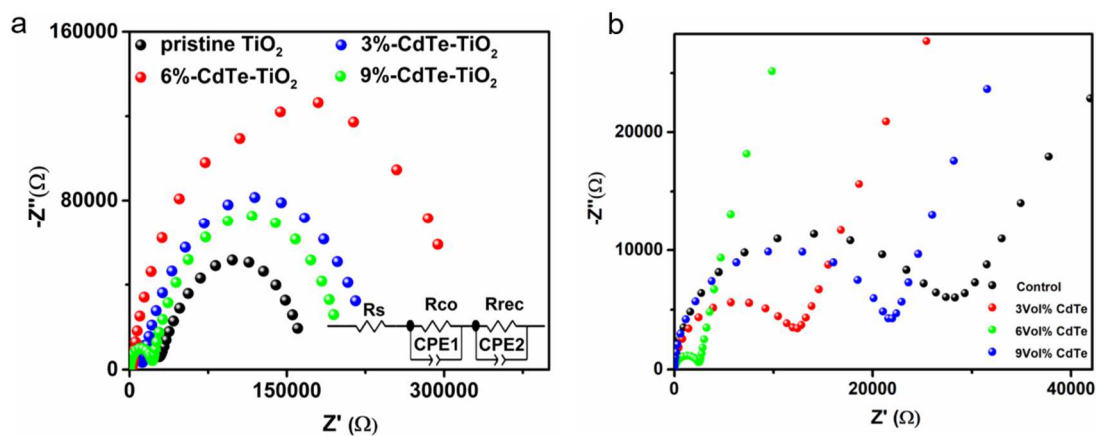 a
160000
80000
0
-Z''(Ω)
pristine TiO₂
3%-CdTe-TiO₂
6%-CdTe-TiO₂
9%-CdTe-TiO₂
Rs
Rco
Rrec
CPE1
CPE2
0
150000
300000
Z' (Ω)
b
20000
10000
0
-Z''(Ω)
Control
3Vol% CdTe
6Vol% CdTe
9Vol% CdTe
0
20000
40000
Z' (Ω)